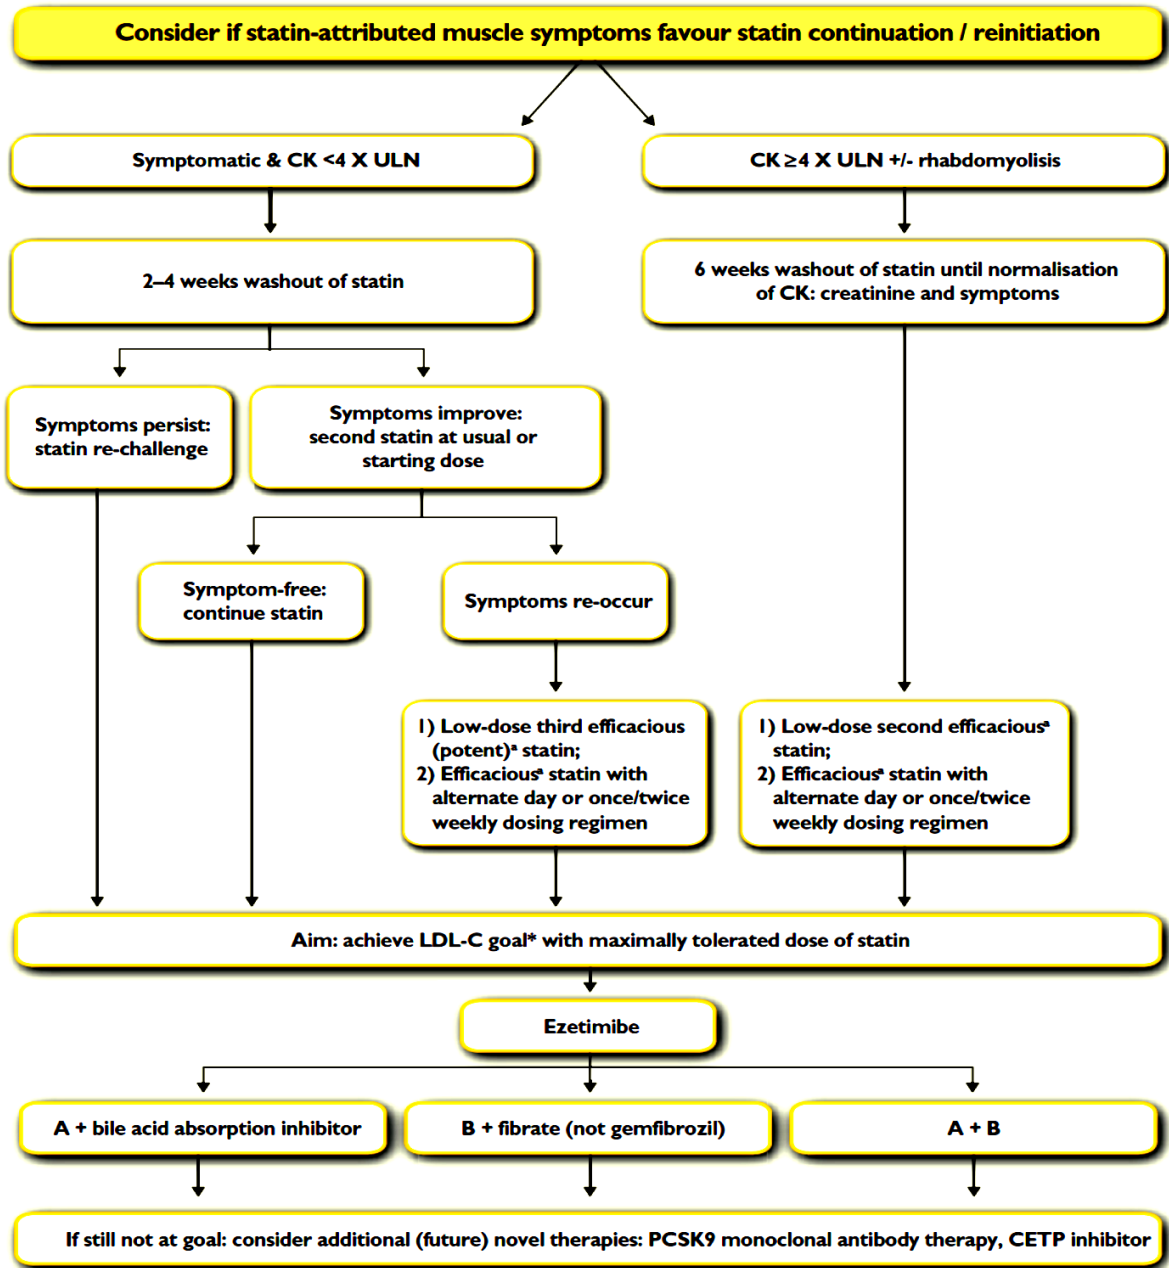 Consider if statin-attributed muscle symptoms favour statin continuation / reinitiation
Symptomatic & CK <4 X ULN
CK ≥4 X ULN +/- rhabdomyolisis
2–4 weeks washout of statin
6 weeks washout of statin until normalisation
of CK: creatinine and symptoms
Symptoms persist:
statin re-challenge
Symptoms improve:
second statin at usual or
starting dose
Symptom-free:
continue statin
Symptoms re-occur
1) Low-dose third efficacious
(potent)ª statin;
2) Efficaciousª statin with
alternate day or once/twice
weekly dosing regimen
1) Low-dose second efficaciousª
statin;
2) Efficaciousª statin with
alternate day or once/twice
weekly dosing regimen
Aim: achieve LDL-C goal* with maximally tolerated dose of statin
Ezetimibe
A + bile acid absorption inhibitor
B + fibrate (not gemfibrozil)
A + B
If still not at goal: consider additional (future) novel therapies: PCSK9 monoclonal antibody therapy, CETP inhibitor